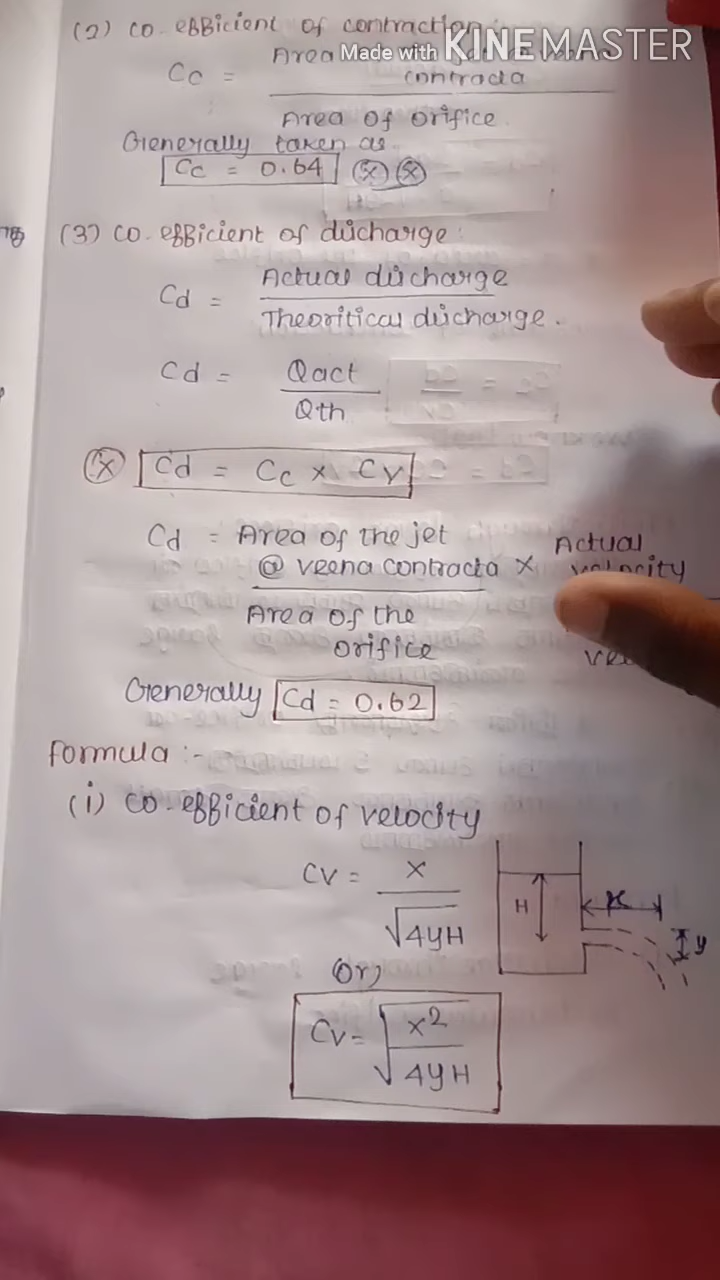 (2) co-efficient of contraction:
Area
Made with KINEMASTER
Cc =
contracta
Area of orifice.
Generally taken as
Cc = 0.64
(3) co-efficient of discharge:
Cd = Actual discharge
Theoritical discharge.
Cd = Qact
Qth
Cd = Cc x Cv
Cd = Area of the jet
@ veena contracta x Actual velocity
Area of the
orifice
Generally Cd = 0.62
Formula :-
(i) co-efficient of velocity
Cv = x
√4yH
H
x
y
(or)
Cv = √x²
4yH